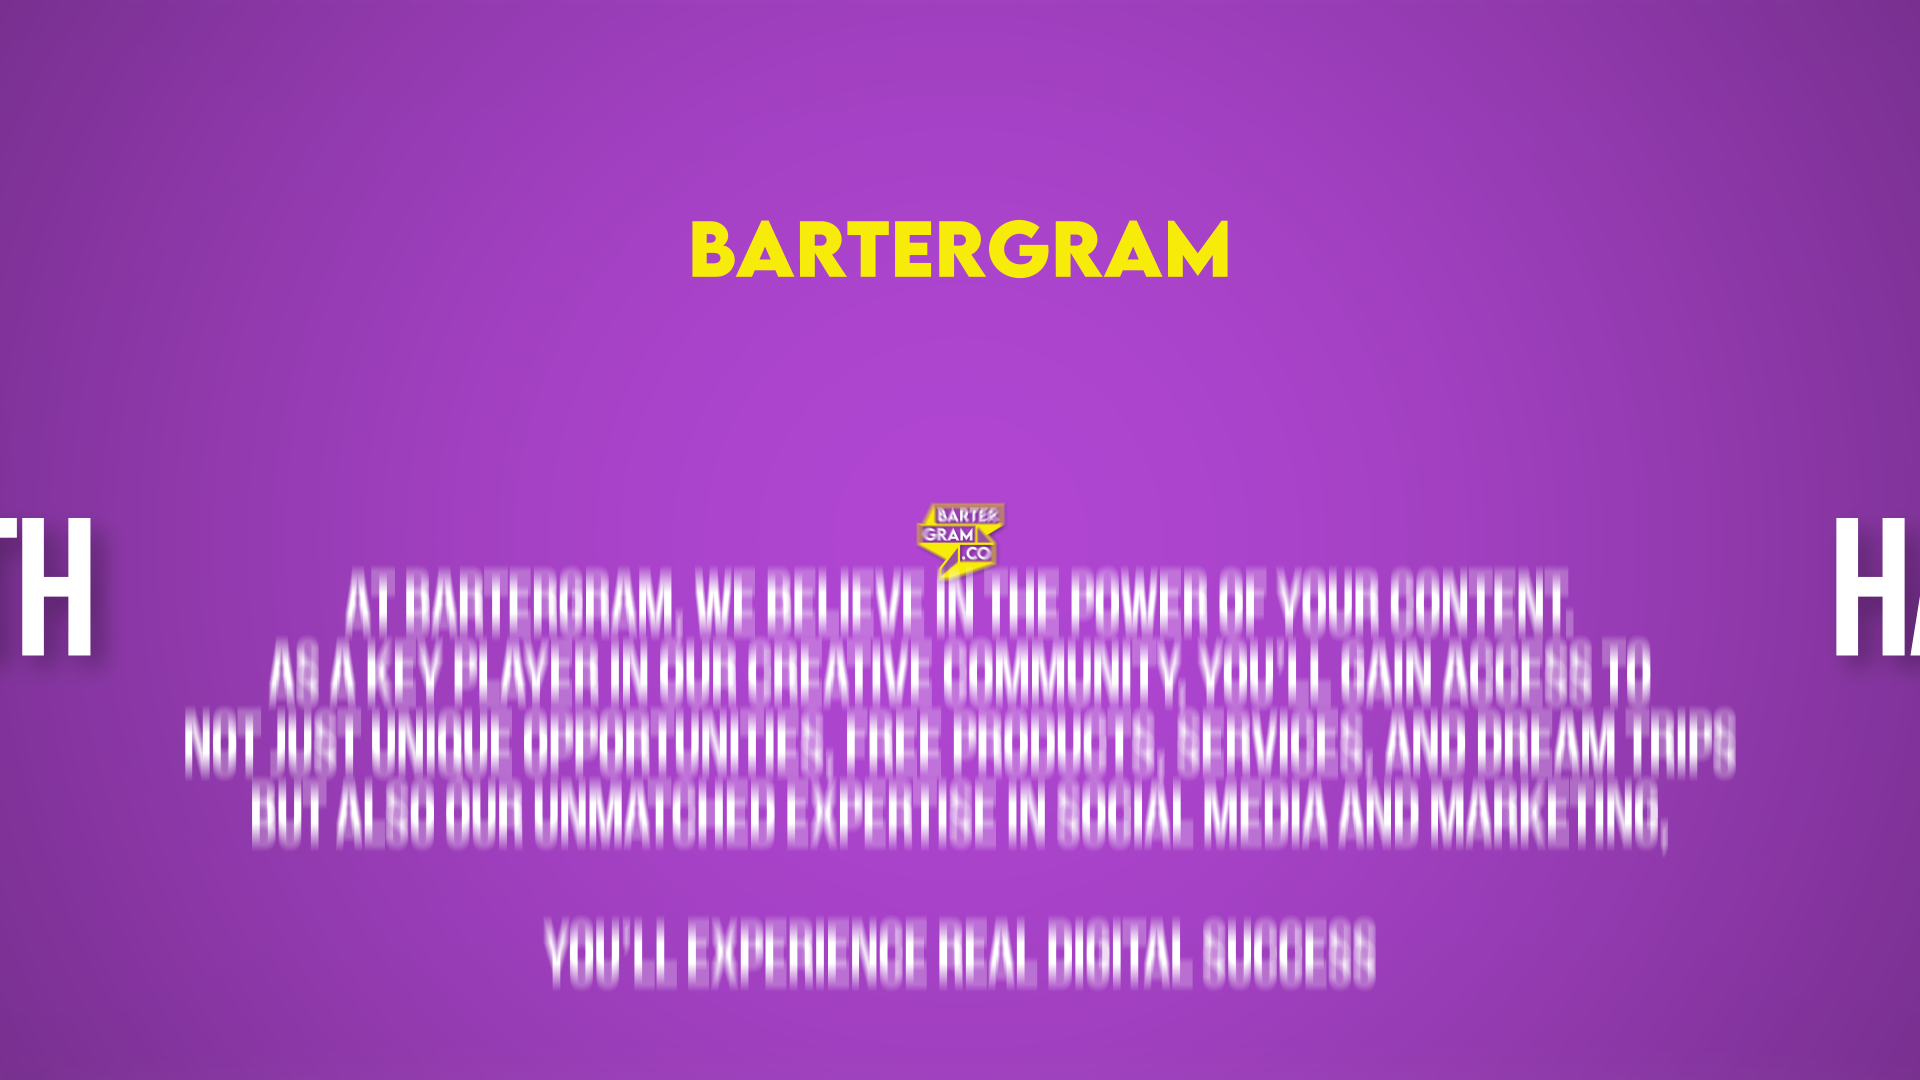 BARTERGRAM
BARTER
GRAM
.CO
TH
HA
AT BARTERGRAM, WE BELIEVE IN THE POWER OF YOUR CONTENT.
AS A KEY PLAYER IN OUR CREATIVE COMMUNITY, YOU'LL GAIN ACCESS TO
NOT JUST UNIQUE OPPORTUNITIES, FREE PRODUCTS, SERVICES, AND DREAM TRIPS
BUT ALSO OUR UNMATCHED EXPERTISE IN SOCIAL MEDIA AND MARKETING,
YOU'LL EXPERIENCE REAL DIGITAL SUCCESS